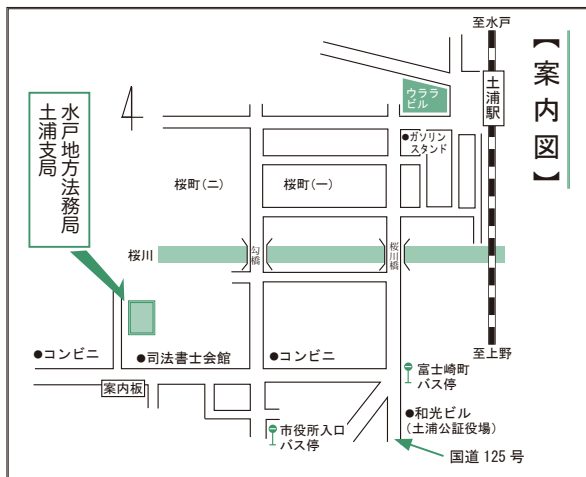 至水戸
【案内図】
土浦駅
ウララ
ビル
水戸地方法務局
土浦支局
●ガソリン
スタンド
桜町(二)
桜町(一)
桜川
匂橋
桜川橋
●コンビニ
●司法書士会館
●コンビニ
至上野
富士崎町
バス停
案内板
●和光ビル
(土浦公証役場)
市役所入口
バス停
国道125号